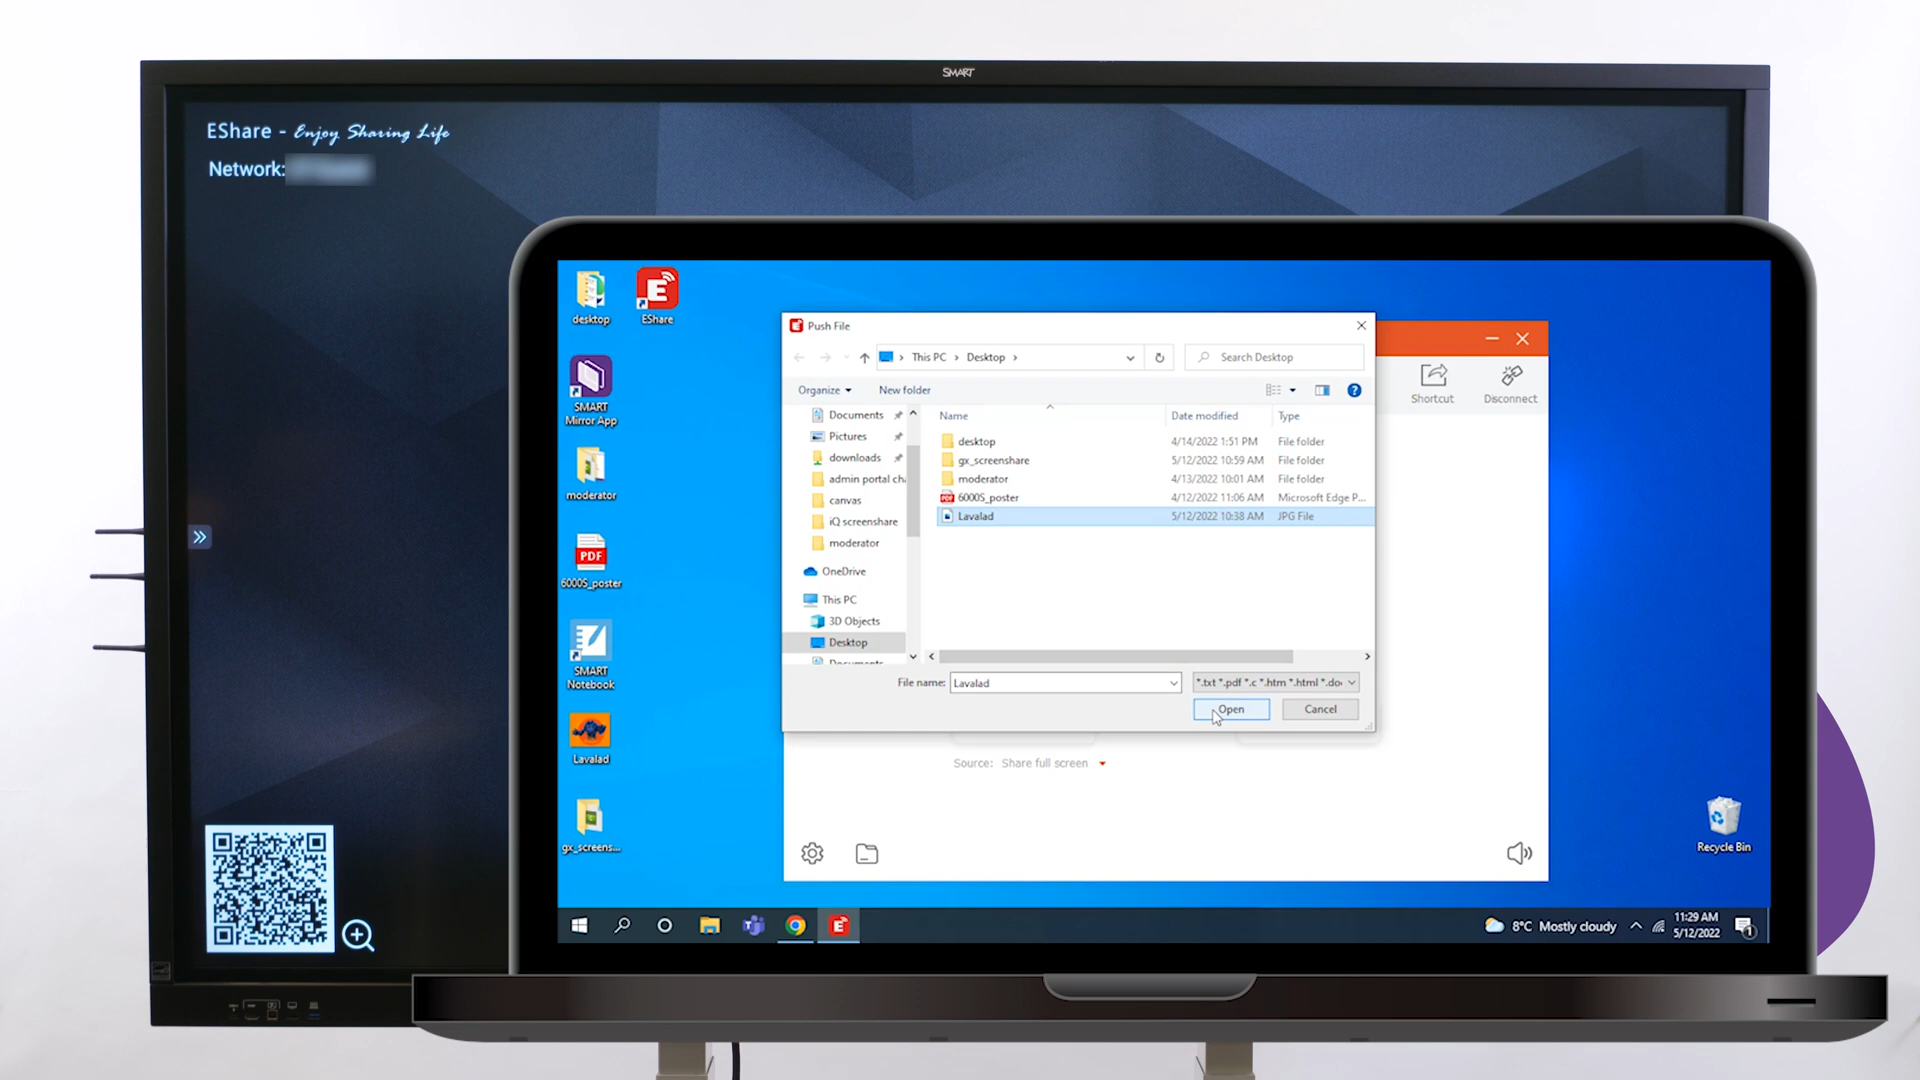 SMART
EShare - Enjoy Sharing Life
Network:
desktop
EShare
SMART
Mirror App
moderator
PDF
6000S_poster
SMART
Notebook
Lavalad
gx_screens...
Push File
This PC
Desktop
Search Desktop
Organize
New folder
Documents
Pictures
downloads
admin portal ch
canvas
iQ screenshare
moderator
OneDrive
This PC
3D Objects
Desktop
Documents
Name Date modified Type
desktop 4/14/2022 1:51 PM File folder
gx_screenshare 5/12/2022 10:59 AM File folder
moderator 4/13/2022 10:01 AM File folder
6000S_poster 4/12/2022 11:06 AM Microsoft Edge P...
Lavalad 5/12/2022 10:38 AM JPG File
File name: Lavalad
*.txt *.pdf *.c *.htm *.html *.do
Open
Cancel
Shortcut
Disconnect
Source: Share full screen
Recycle Bin
8°C Mostly cloudy
11:29 AM
5/12/2022
1